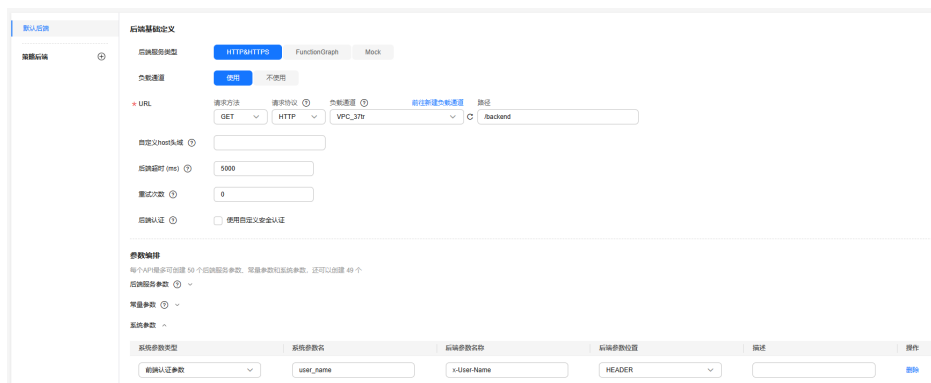 默认后端
策略后端
后端基础定义
后端服务类型 HTTP&HTTPS FunctionGraph Mock
负载通道 使用 不使用
* URL 请求方法 请求协议 负载通道 前往新建负载通道 路径
GET HTTP VPC_37tr /backend
自定义host头域
后端超时 (ms) 5000
重试次数 0
后端认证 使用自定义安全认证
参数编排
每个API最多可创建 50 个后端服务参数、常量参数和系统参数，还可以创建 49 个
后端服务参数
常量参数
系统参数
系统参数类型 系统参数名 后端参数名称 后端参数位置 描述 操作
前端认证参数 user_name x-User-Name HEADER 删除